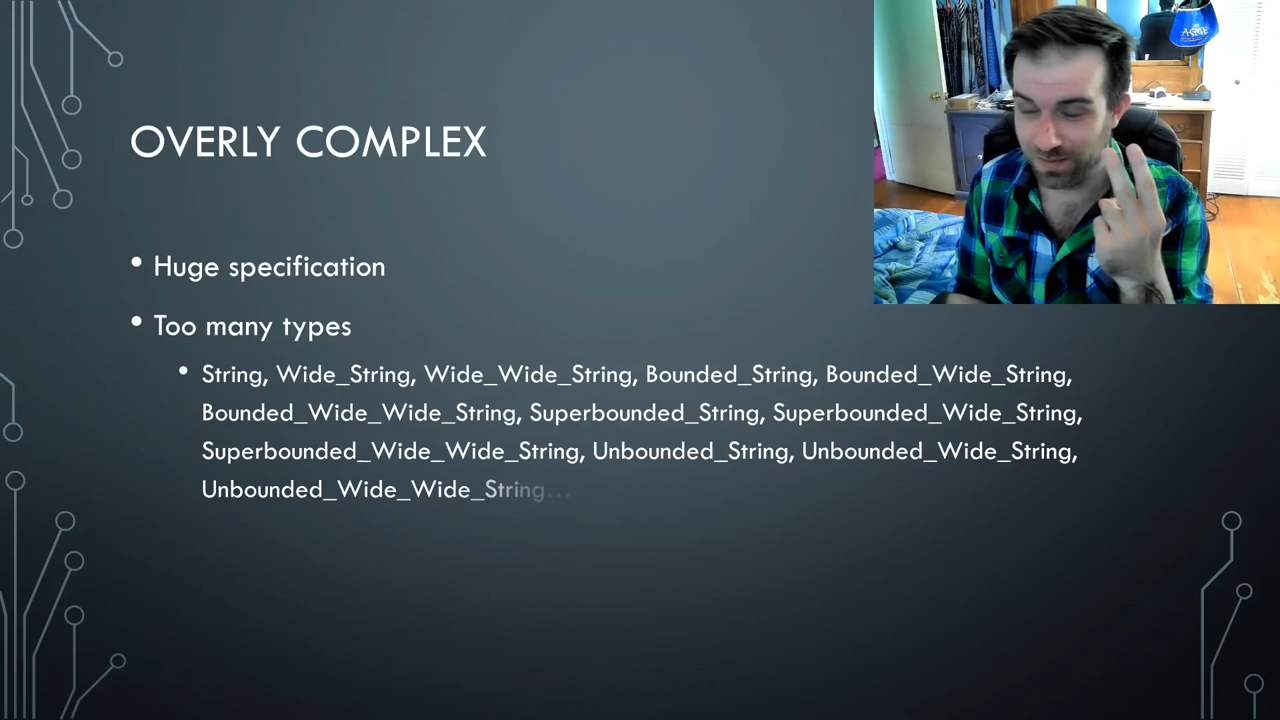 ASME
OVERLY COMPLEX
• Huge specification
• Too many types
• String, Wide_String, Wide_Wide_String, Bounded_String, Bounded_Wide_String,
Bounded_Wide_Wide_String, Superbounded_String, Superbounded_Wide_String,
Superbounded_Wide_Wide_String, Unbounded_String, Unbounded_Wide_String,
Unbounded_Wide_Wide_String…